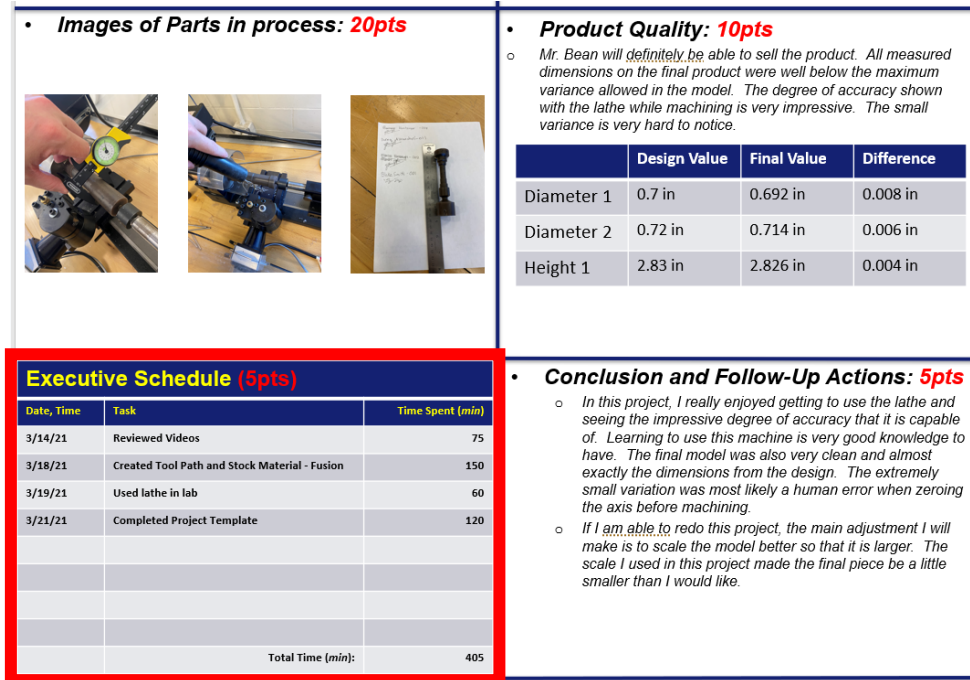 • Images of Parts in process: 20pts
• Product Quality: 10pts
o Mr. Bean will definitely be able to sell the product. All measured
dimensions on the final product were well below the maximum
variance allowed in the model. The degree of accuracy shown
with the lathe while machining is very impressive. The small
variance is very hard to notice.
Design Value Final Value Difference
Diameter 1 0.7 in 0.692 in 0.008 in
Diameter 2 0.72 in 0.714 in 0.006 in
Height 1 2.83 in 2.826 in 0.004 in
Executive Schedule (5pts)
Date, Time Task Time Spent (min)
3/14/21 Reviewed Videos 75
3/18/21 Created Tool Path and Stock Material - Fusion 150
3/19/21 Used lathe in lab 60
3/21/21 Completed Project Template 120
Total Time (min): 405
• Conclusion and Follow-Up Actions: 5pts
o In this project, I really enjoyed getting to use the lathe and
seeing the impressive degree of accuracy that it is capable
of. Learning to use this machine is very good knowledge to
have. The final model was also very clean and almost
exactly the dimensions from the design. The extremely
small variation was most likely a human error when zeroing
the axis before machining.
o If I am able to redo this project, the main adjustment I will
make is to scale the model better so that it is larger. The
scale I used in this project made the final piece be a little
smaller than I would like.